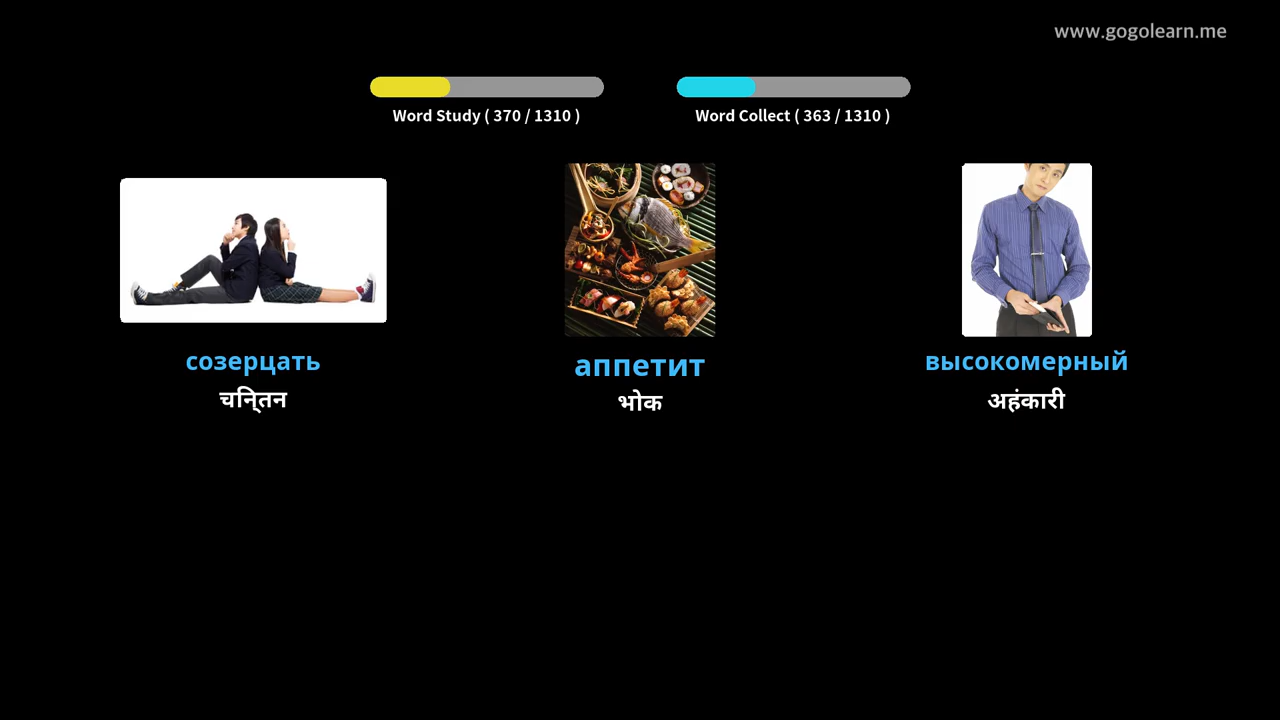 www.gogolearn.me
Word Study ( 370 / 1310 )
Word Collect ( 363 / 1310 )
созерцать
चिन्तन
аппетит
भोक
высокомерный
अहंकारी